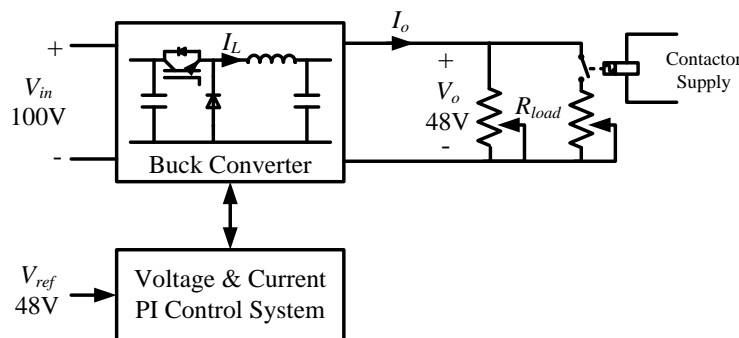 Buck Converter
I_L
I_o
+
V_in
100V
-
+
V_o
48V
-
R_load
Contactor
Supply
V_ref
48V
Voltage & Current
PI Control System